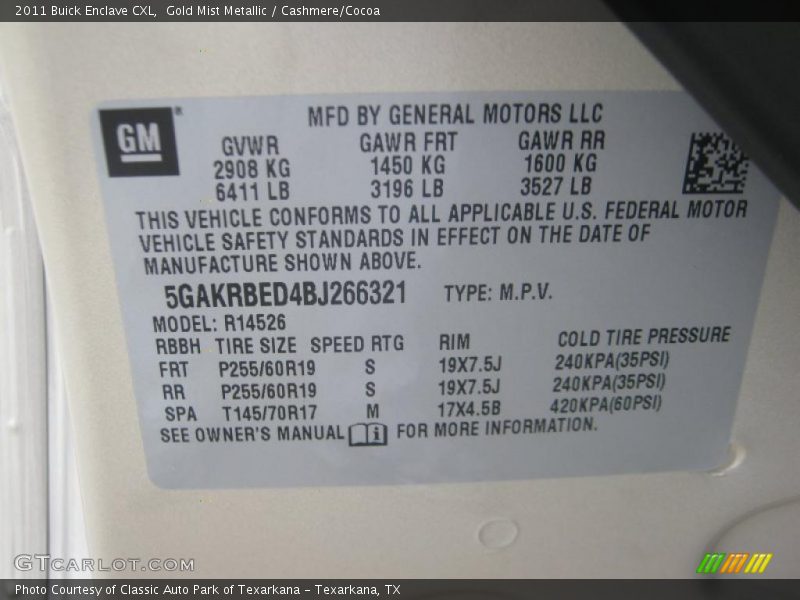 2011 Buick Enclave CXL,  Gold Mist Metallic / Cashmere/Cocoa
GM
MFD BY GENERAL MOTORS LLC
GVWR GAWR FRT GAWR RR
2908 KG 1450 KG 1600 KG
6411 LB 3196 LB 3527 LB
THIS VEHICLE CONFORMS TO ALL APPLICABLE U.S. FEDERAL MOTOR
VEHICLE SAFETY STANDARDS IN EFFECT ON THE DATE OF
MANUFACTURE SHOWN ABOVE.
5GAKRBED4BJ266321 TYPE: M.P.V.
MODEL: R14526
RBBH TIRE SIZE SPEED RTG RIM COLD TIRE PRESSURE
FRT P255/60R19 S 19X7.5J 240KPA(35PSI)
RR P255/60R19 S 19X7.5J 240KPA(35PSI)
SPA T145/70R17 M 17X4.5B 420KPA(60PSI)
SEE OWNER'S MANUAL i FOR MORE INFORMATION.
GTCARLOT.COM
Photo Courtesy of Classic Auto Park of Texarkana – Texarkana, TX